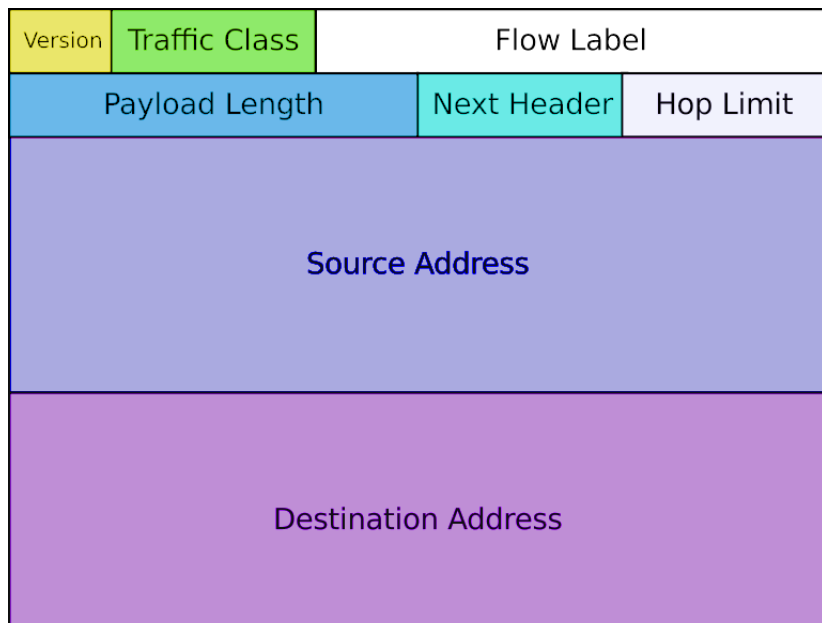 Version Traffic Class Flow Label
Payload Length Next Header Hop Limit
Source Address
Destination Address